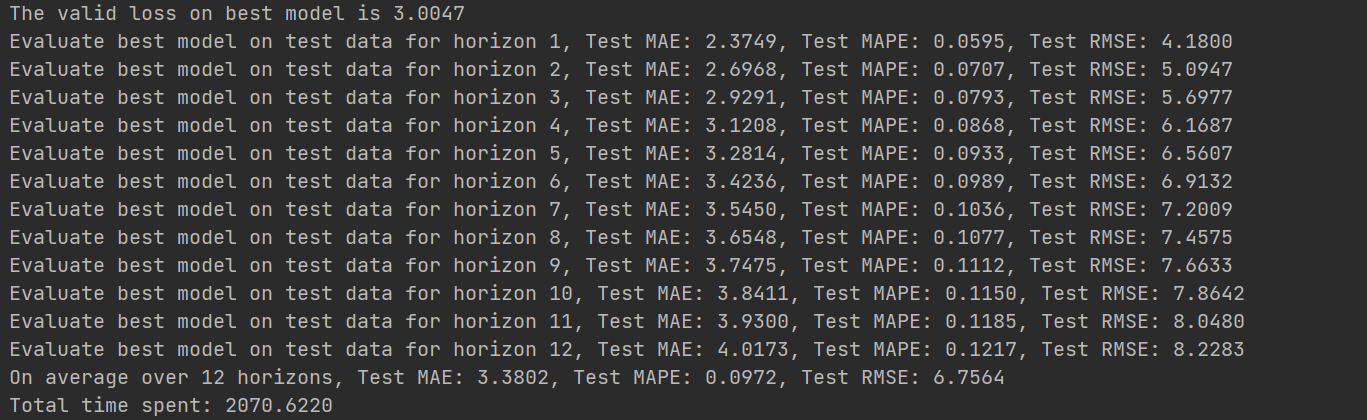 The valid loss on best model is 3.0047
Evaluate best model on test data for horizon 1, Test MAE: 2.3749, Test MAPE: 0.0595, Test RMSE: 4.1800
Evaluate best model on test data for horizon 2, Test MAE: 2.6968, Test MAPE: 0.0707, Test RMSE: 5.0947
Evaluate best model on test data for horizon 3, Test MAE: 2.9291, Test MAPE: 0.0793, Test RMSE: 5.6977
Evaluate best model on test data for horizon 4, Test MAE: 3.1208, Test MAPE: 0.0868, Test RMSE: 6.1687
Evaluate best model on test data for horizon 5, Test MAE: 3.2814, Test MAPE: 0.0933, Test RMSE: 6.5607
Evaluate best model on test data for horizon 6, Test MAE: 3.4236, Test MAPE: 0.0989, Test RMSE: 6.9132
Evaluate best model on test data for horizon 7, Test MAE: 3.5450, Test MAPE: 0.1036, Test RMSE: 7.2009
Evaluate best model on test data for horizon 8, Test MAE: 3.6548, Test MAPE: 0.1077, Test RMSE: 7.4575
Evaluate best model on test data for horizon 9, Test MAE: 3.7475, Test MAPE: 0.1112, Test RMSE: 7.6633
Evaluate best model on test data for horizon 10, Test MAE: 3.8411, Test MAPE: 0.1150, Test RMSE: 7.8642
Evaluate best model on test data for horizon 11, Test MAE: 3.9300, Test MAPE: 0.1185, Test RMSE: 8.0480
Evaluate best model on test data for horizon 12, Test MAE: 4.0173, Test MAPE: 0.1217, Test RMSE: 8.2283
On average over 12 horizons, Test MAE: 3.3802, Test MAPE: 0.0972, Test RMSE: 6.7564
Total time spent: 2070.6220